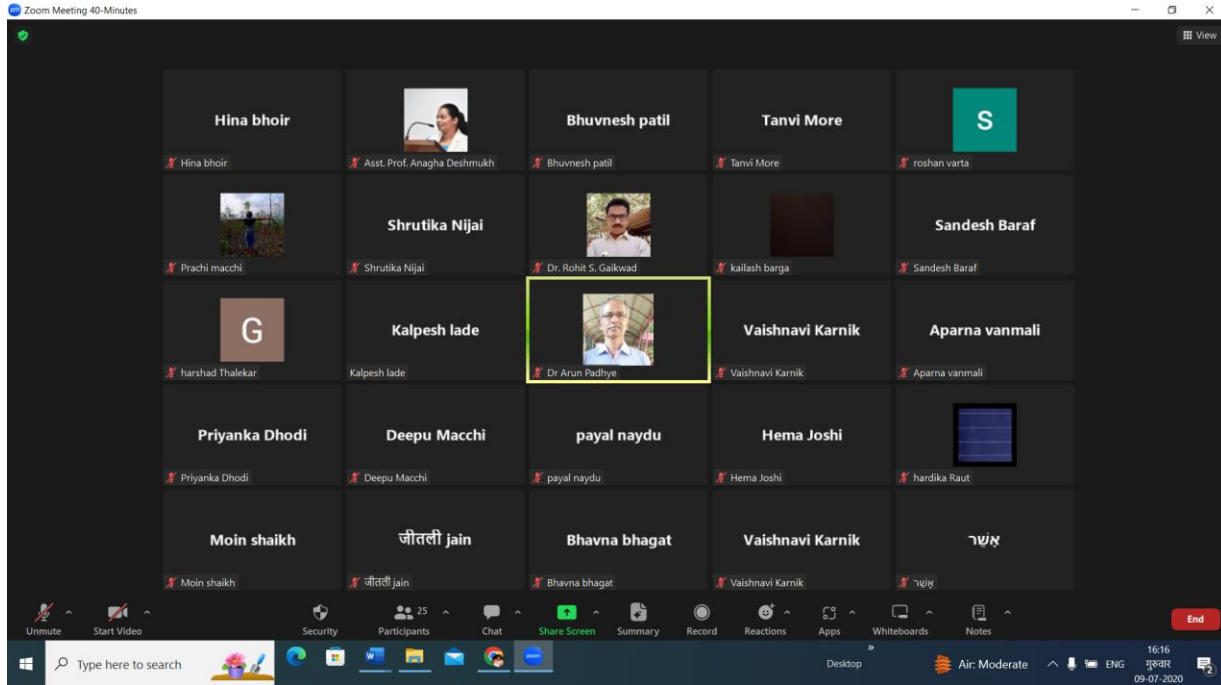 Zoom Meeting 40-Minutes
View
Hina bhoir
Bhuvnesh patil
Tanvi More
S
Hina bhoir
Asst. Prof. Anagha Deshmukh
Bhuvnesh patil
Tanvi More
roshan varta
Shrutika Nijai
Sandesh Baraf
Prachi macchi
Shrutika Nijai
Dr. Rohit S. Gaikwad
kailash barga
Sandesh Baraf
G
Kalpesh lade
Vaishnavi Karnik
Aparna vanmali
harshad Thalekar
Kalpesh lade
Dr Arun Padhye
Vaishnavi Karnik
Aparna vanmali
Priyanka Dhodi
Deepu Macchi
payal naydu
Hema Joshi
Priyanka Dhodi
Deepu Macchi
payal naydu
Hema Joshi
hardika Raut
Moin shaikh
जीतली jain
Bhavna bhagat
Vaishnavi Karnik
אֲשֶׁר
Moin shaikh
जीतली jain
Bhavna bhagat
Vaishnavi Karnik
אֲשֶׁר
25
Unmute
Start Video
Security
Participants
Chat
Share Screen
Summary
Record
Reactions
Apps
Whiteboards
Notes
End
Type here to search
Desktop
Air: Moderate
ENG
16:16
गुरुवार
09-07-2020
2